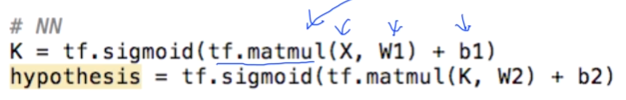 # NN
K = tf.sigmoid(tf.matmul(X, W1) + b1)
hypothesis = tf.sigmoid(tf.matmul(K, W2) + b2)